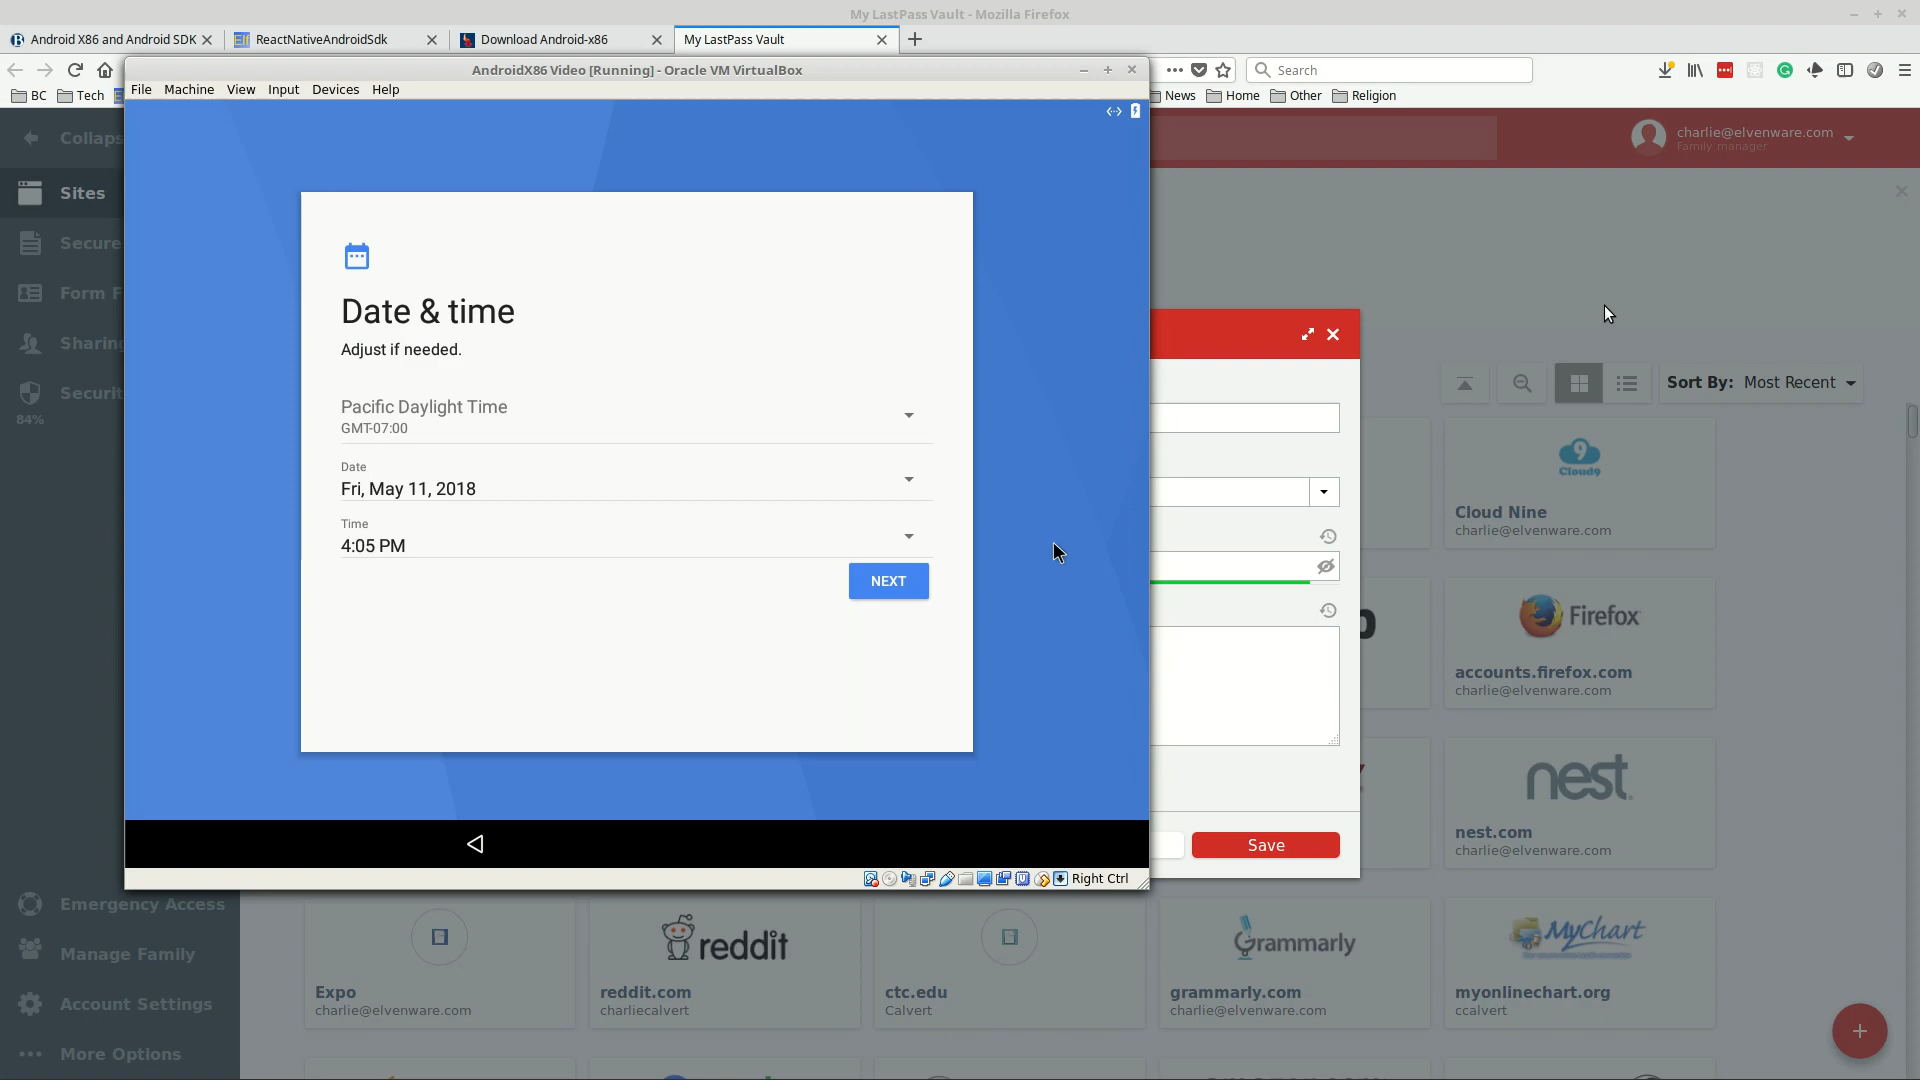 My LastPass Vault - Mozilla Firefox
Android X86 and Android SDK
ReactNativeAndroidSdk
Download Android-x86
My LastPass Vault
AndroidX86 Video [Running] - Oracle VM VirtualBox
Search
File Machine View Input Devices Help
BC
Tech
News
Home
Other
Religion
Collaps
charlie@elvenware.com
Family manager
Sites
Secure
Form F
Sharing
Securit
84%
Date & time
Adjust if needed.
Pacific Daylight Time
GMT-07:00
Date
Fri, May 11, 2018
Time
4:05 PM
NEXT
Sort By: Most Recent
9
Cloud9
Cloud Nine
charlie@elvenware.com
Firefox
accounts.firefox.com
charlie@elvenware.com
nest.
nest.com
charlie@elvenware.com
Save
Right Ctrl
Emergency Access
Manage Family
Account Settings
More Options
Expo
charlie@elvenware.com
reddit
reddit.com
charliecalvert
ctc.edu
Calvert
Grammarly
grammarly.com
charlie@elvenware.com
MyChart
myonlinechart.org
ccalvert